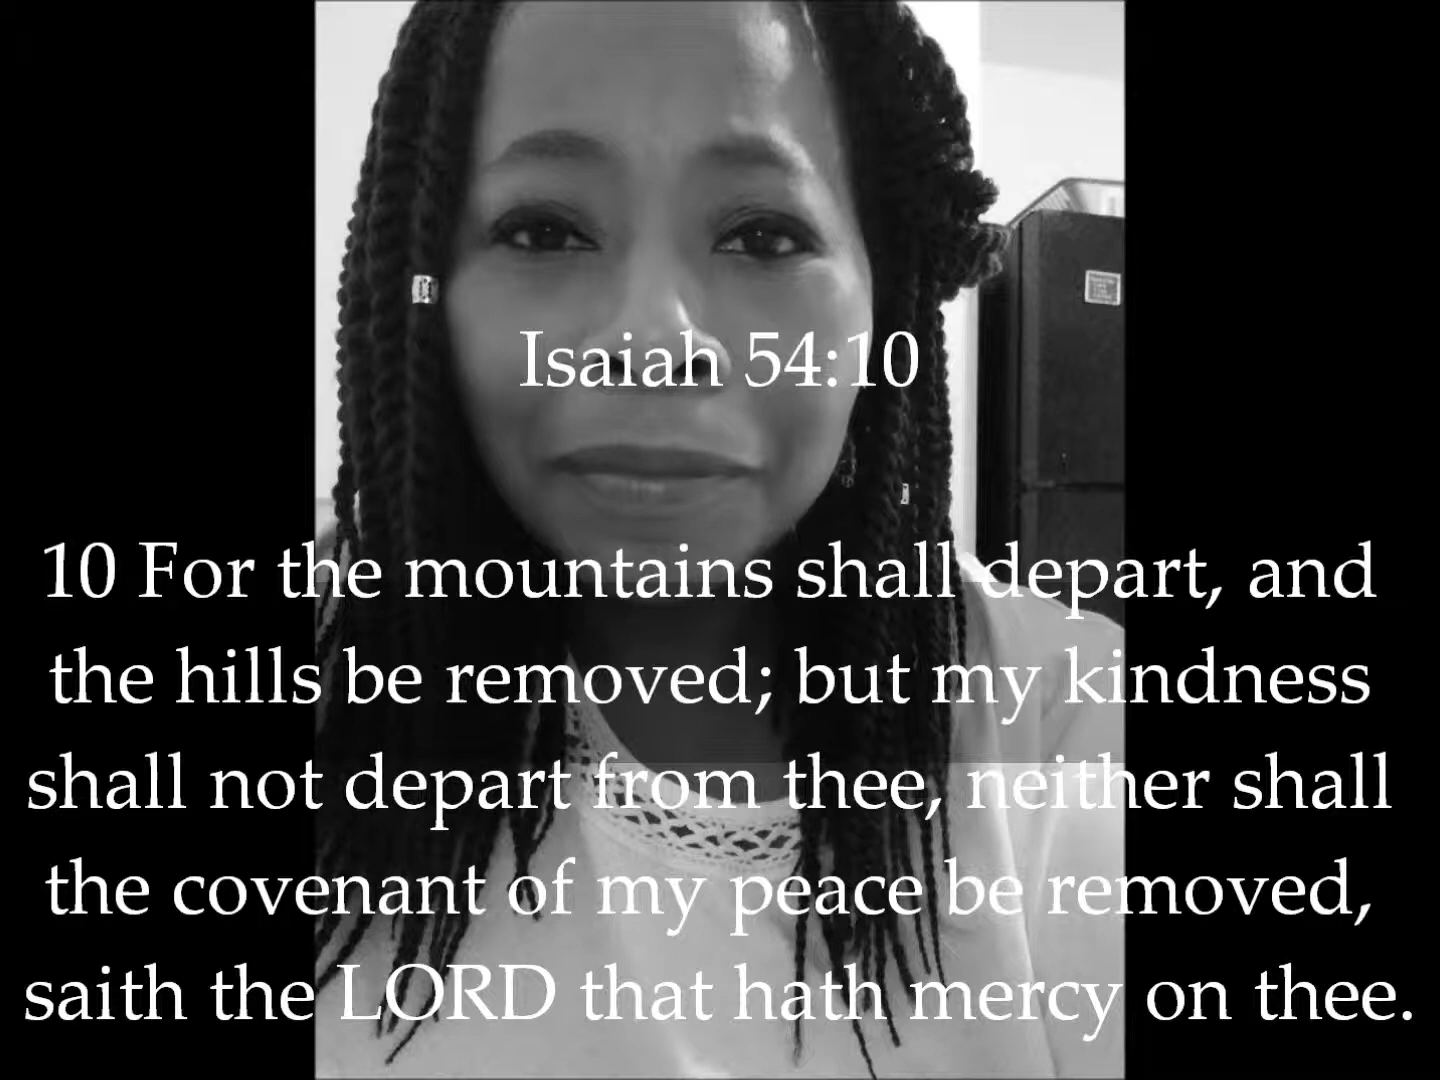 Isaiah 54:10
10 For the mountains shall depart, and
the hills be removed; but my kindness
shall not depart from thee, neither shall
the covenant of my peace be removed,
saith the LORD that hath mercy on thee.